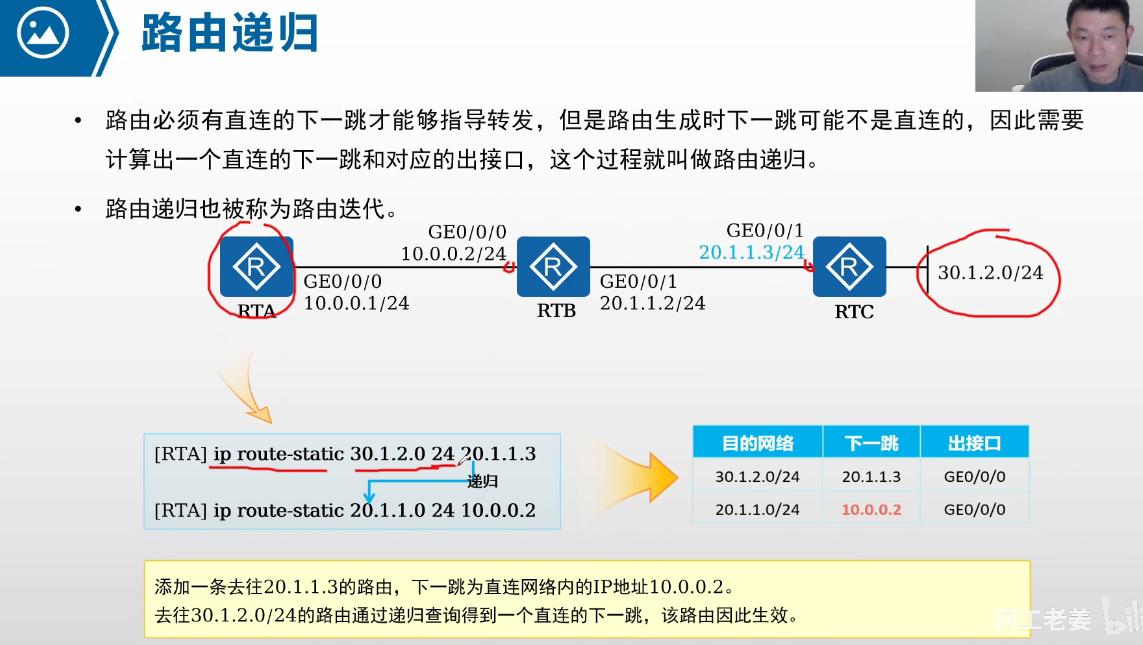 路由递归
• 路由必须有直连的下一跳才能够指导转发，但是路由生成时下一跳可能不是直连的，因此需要
计算出一个直连的下一跳和对应的出接口，这个过程就叫做路由递归。
• 路由递归也被称为路由迭代。
GE0/0/0
10.0.0.2/24
GE0/0/1
20.1.1.3/24
R
R
R
30.1.2.0/24
GE0/0/0
10.0.0.1/24
GE0/0/1
20.1.1.2/24
RTA
RTB
RTC
[RTA] ip route-static 30.1.2.0 24 20.1.1.3
递归
[RTA] ip route-static 20.1.1.0 24 10.0.0.2
目的网络 下一跳 出接口
30.1.2.0/24 20.1.1.3 GE0/0/0
20.1.1.0/24 10.0.0.2 GE0/0/0
添加一条去往20.1.1.3的路由，下一跳为直连网络内的IP地址10.0.0.2。
去往30.1.2.0/24的路由通过递归查询得到一个直连的下一跳，该路由因此生效。
网工老姜